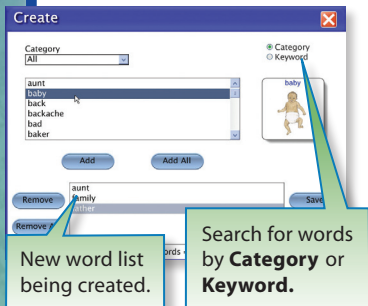 Create
Category
All
Category
Keyword
aunt
baby
back
backache
bad
baker
baby
Add
Add All
Remove
aunt
family
father
Save
Remove
New word list
being created.
Search for words
by Category or
Keyword.